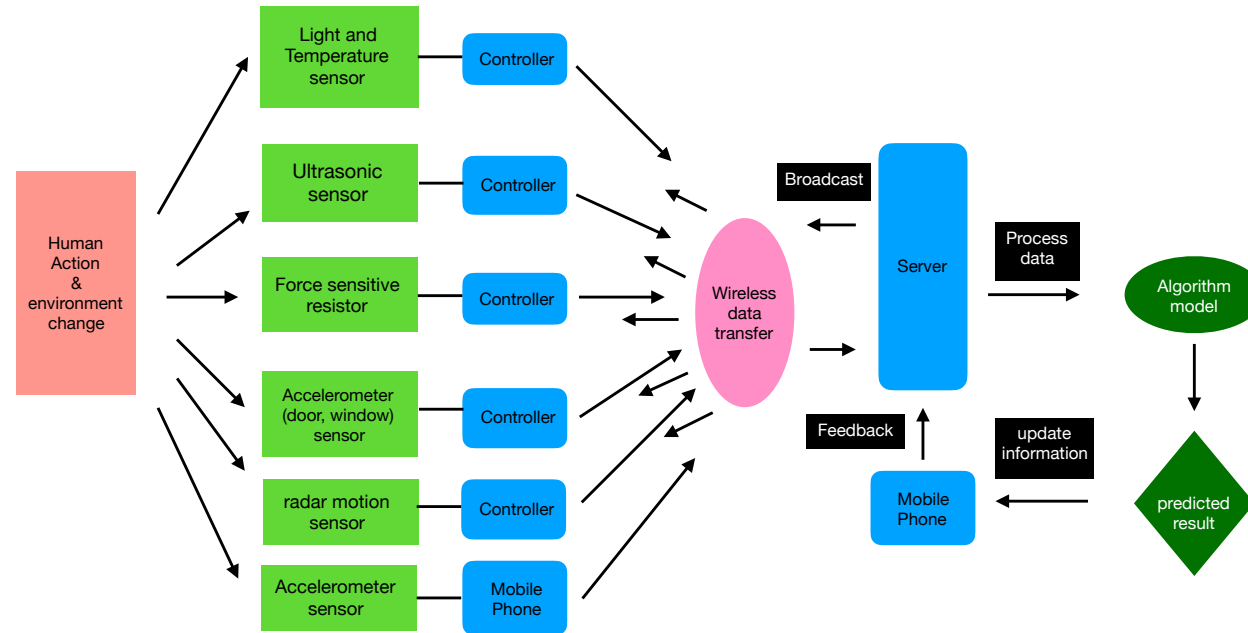 Light and
Temperature
sensor
Controller
Ultrasonic
sensor
Controller
Broadcast
Human
Action
&
environment
change
Force sensitive
resistor
Controller
Wireless
data
transfer
Server
Process
data
Algorithm
model
Accelerometer
(door, window)
sensor
Controller
Feedback
update
information
radar motion
sensor
Controller
Mobile
Phone
predicted
result
Accelerometer
sensor
Mobile
Phone